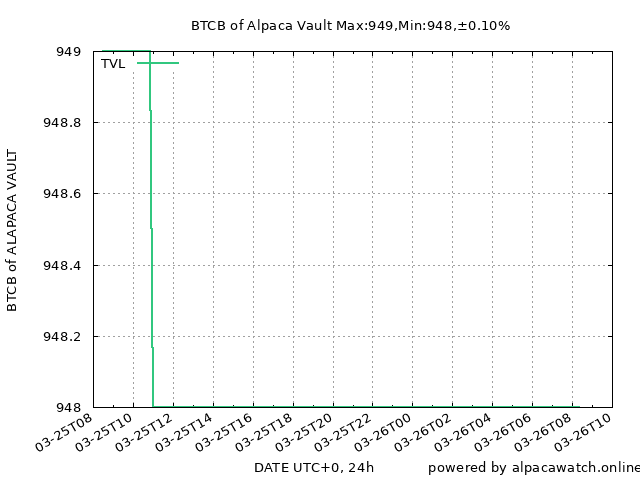 BTCB of Alpaca Vault Max:949,Min:948,±0.10%
949
TVL
948.8
948.6
948.4
948.2
948
BTCB of ALAPACA VAULT
03-25T08
03-25T10
03-25T12
03-25T14
03-25T16
03-25T18
03-25T20
03-25T22
03-26T00
03-26T02
03-26T04
03-26T06
03-26T08
03-26T10
DATE UTC+0, 24h
powered by alpacawatch.online